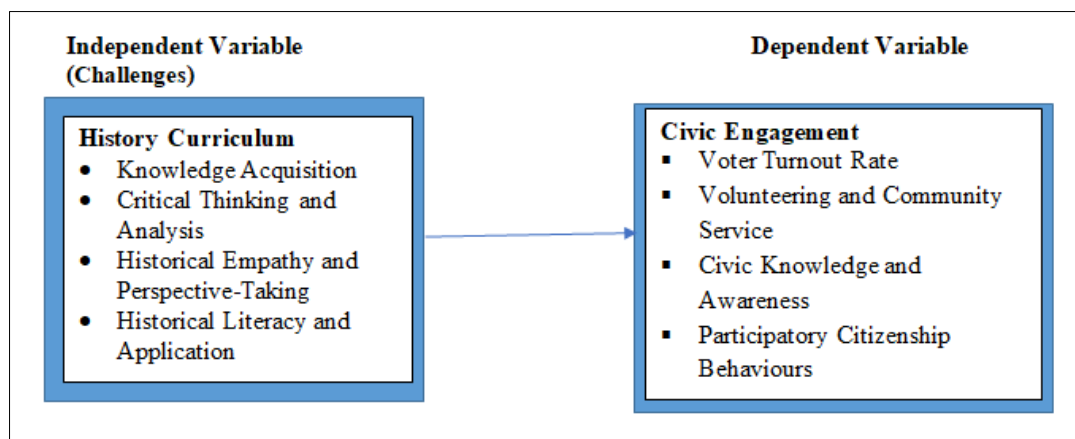 Independent Variable
(Challenges)
History Curriculum
● Knowledge Acquisition
● Critical Thinking and
Analysis
● Historical Empathy and
Perspective-Taking
● Historical Literacy and
Application
Dependent Variable
Civic Engagement
▪ Voter Turnout Rate
▪ Volunteering and Community
Service
▪ Civic Knowledge and
Awareness
▪ Participatory Citizenship
Behaviours